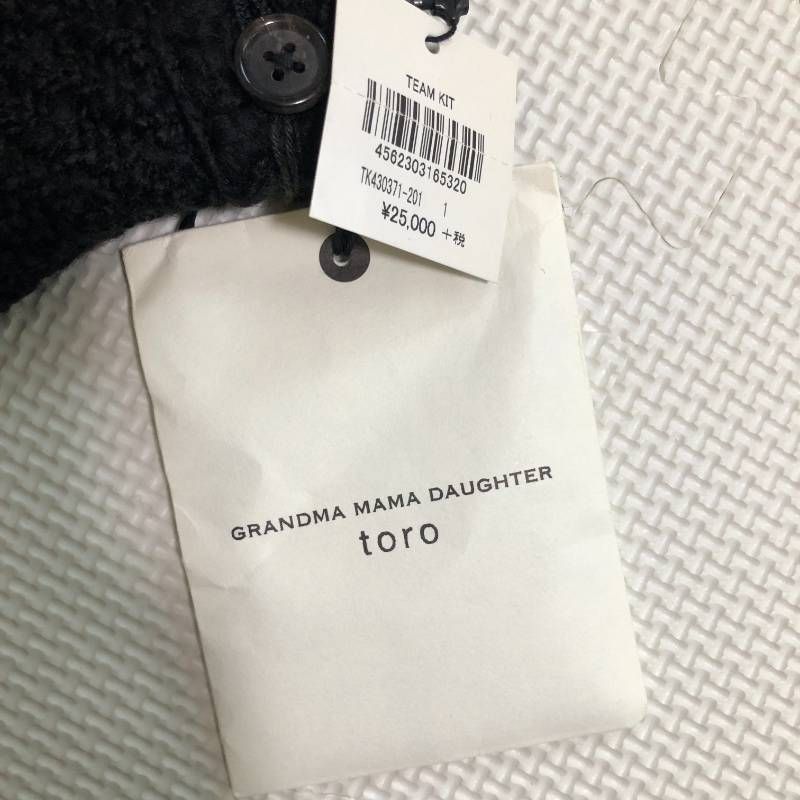 TEAM KIT
4562303165320
TK430371-201 1
¥25,000 +税
GRANDMA MAMA DAUGHTER
toro